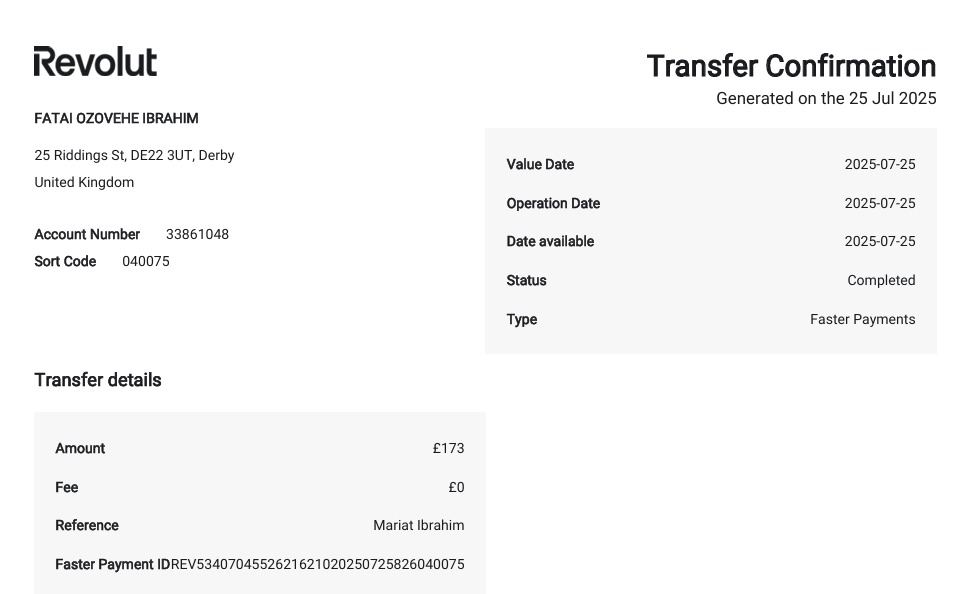 Revolut
Transfer Confirmation
Generated on the 25 Jul 2025
FATAI OZOVEHE IBRAHIM
25 Riddings St, DE22 3UT, Derby
United Kingdom
Account Number 33861048
Sort Code 040075
Value Date 2025-07-25
Operation Date 2025-07-25
Date available 2025-07-25
Status Completed
Type Faster Payments
Transfer details
Amount £173
Fee £0
Reference Mariat Ibrahim
Faster Payment IDREV534070455262162102025072582604007​5